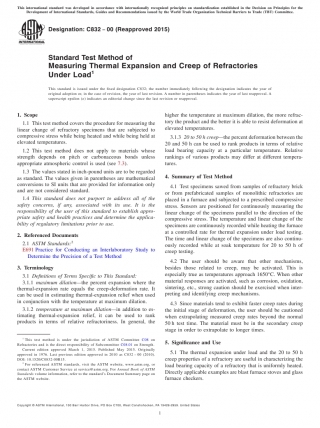 This international standard was developed in accordance with internationally recognized principles on standardization established in the Decision on Principles for the
Development of International Standards, Guides and Recommendations issued by the World Trade Organization Technical Barriers to Trade (TBT) Committee.
Designation: C832 − 00 (Reapproved 2015)
INTERNATIONAL
Standard Test Method of
Measuring Thermal Expansion and Creep of Refractories
Under Load¹
This standard is issued under the fixed designation C832; the number immediately following the designation indicates the year of
original adoption or, in the case of revision, the year of last revision. A number in parentheses indicates the year of last reapproval. A
superscript epsilon (ε) indicates an editorial change since the last revision or reapproval.
1. Scope
1.1 This test method covers the procedure for measuring the
linear change of refractory specimens that are subjected to
compressive stress while being heated and while being held at
elevated temperatures.
1.2 This test method does not apply to materials whose
strength depends on pitch or carbonaceous bonds unless
appropriate atmospheric control is used (see 7.3).
1.3 The values stated in inch-pound units are to be regarded
as standard. The values given in parentheses are mathematical
conversions to SI units that are provided for information only
and are not considered standard.
1.4 This standard does not purport to address all of the
safety concerns, if any, associated with its use. It is the
responsibility of the user of this standard to establish appro-
priate safety and health practices and determine the applica-
bility of regulatory limitations prior to use.
2. Referenced Documents
2.1 ASTM Standards:²
E691 Practice for Conducting an Interlaboratory Study to
Determine the Precision of a Test Method
3. Terminology
3.1 Definitions of Terms Specific to This Standard:
3.1.1 maximum dilation—the percent expansion where the
thermal-expansion rate equals the creep-deformation rate. It
can be used in estimating thermal-expansion relief when used
in conjunction with the temperature at maximum dilation.
3.1.2 temperature at maximum dilation—in addition to es-
timating thermal-expansion relief, it can be used to rank
products in terms of relative refractoriness. In general, the
¹ This test method is under the jurisdiction of ASTM Committee C08 on
Refractories and is the direct responsibility of Subcommittee C08.01 on Strength.
Current edition approved March 1, 2015. Published May 2015. Originally
approved in 1976. Last previous edition approved in 2010 as C832 – 00 (2010).
DOI: 10.1520/C0832-00R15.
² For referenced ASTM standards, visit the ASTM website, www.astm.org, or
contact ASTM Customer Service at service@astm.org. For Annual Book of ASTM
Standards volume information, refer to the standard's Document Summary page on
the ASTM website.
higher the temperature at maximum dilation, the more refrac-
tory the product and the better it is able to resist deformation at
elevated temperatures.
3.1.3 20 to 50 h creep—the percent deformation between the
20 and 50 h can be used to rank products in terms of relative
load bearing capacity at a particular temperature. Relative
rankings of various products may differ at different tempera-
tures.
4. Summary of Test Method
4.1 Test specimens sawed from samples of refractory brick
or from prefabricated samples of monolithic refractories are
placed in a furnace and subjected to a prescribed compressive
stress. Sensors are positioned for continuously measuring the
linear change of the specimens parallel to the direction of the
compressive stress. The temperature and linear change of the
specimens are continuously recorded while heating the furnace
at a controlled rate for thermal expansion under load testing.
The time and linear change of the specimens are also continu-
ously recorded while at soak temperature for 20 to 50 h of
creep testing.
4.2 The user should be aware that other mechanisms,
besides those related to creep, may be activated. This is
especially true as temperatures approach 1650°C. When other
material responses are activated, such as corrosion, oxidation,
sintering, etc., strong caution should be exercised when inter-
preting and identifying creep mechanisms.
4.3 Since materials tend to exhibit faster creep rates during
the initial stage of deformation, the user should be cautioned
when extrapolating measured creep rates beyond the normal
50 h test time. The material must be in the secondary creep
stage in order to extrapolate to longer times.
5. Significance and Use
5.1 The thermal expansion under load and the 20 to 50 h
creep properties of a refractory are useful in characterizing the
load bearing capacity of a refractory that is uniformly heated.
Directly applicable examples are blast furnace stoves and glass
furnace checkers.
Copyright © ASTM International, 100 Barr Harbor Drive, PO Box C700, West Conshohocken, PA 19428-2959. United States
1